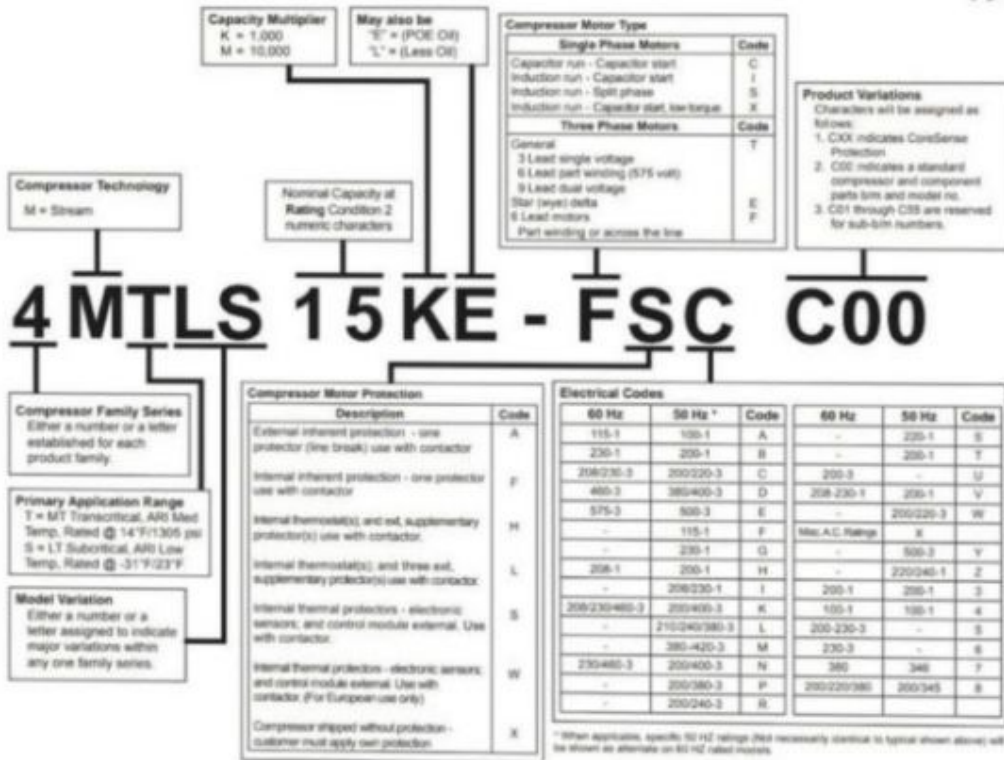 Capacity Multiplier
K = 1,000
M = 10,000
May also be
"E" = (POE Oil)
"L" = (Less Oil)
Compressor Motor Type
Single Phase Motors Code
Capacitor run - Capacitor start C
Induction run - Capacitor start I
Induction run - Split phase S
Induction run - Capacitor start, low torque X
Three Phase Motors Code
General T
3 Lead single voltage
6 Lead part winding (575 volt)
9 Lead dual voltage
Star (wye) delta E
6 Lead motors F
Part winding or across the line
Product Variations
Characters will be assigned as
follows:
1. CXX indicates CoreSense
Protection
2. C00 indicates a standard
compressor and component
parts b/m and model no.
3. C01 through C99 are reserved
for sub-b/m numbers.
Compressor Technology
M = Stream
Nominal Capacity at
Rating Condition 2
numeric characters
4 M T L S 1 5 K E - F S C C00
Compressor Family Series
Either a number or a letter
established for each
product family.
Primary Application Range
T = MT Transcritical, ARI Med
Temp, Rated @ 14°F/1305 psi
S = LT Subcritical, ARI Low
Temp, Rated @ -31°F/23°F
Model Variation
Either a number or a
letter assigned to indicate
major variations within
any one family series.
Compressor Motor Protection
Description Code
External inherent protection - one A
protector (line break) use with contactor
Internal inherent protection - one protector F
use with contactor
Internal thermostat(s), and ext. supplementary H
protector(s) use with contactor.
Internal thermostat(s), and three ext. L
supplementary protector(s) use with contactor.
Internal thermal protectors - electronic S
sensors, and control module external. Use
with contactor.
Internal thermal protectors - electronic sensors, W
and control module external. Use with
contactor. (For European use only)
Compressor shipped without protection - X
customer must apply own protection
Electrical Codes
60 Hz 50 Hz * Code 60 Hz 50 Hz Code
115-1 100-1 A - 220-1 S
230-1 200-1 B - 200-1 T
208/230-3 200/220-3 C 200-3 - U
460-3 380/400-3 D 208-230-1 200-1 V
575-3 500-3 E - 200/220-3 W
- 115-1 F Misc. A.C. Ratings X
- 230-1 G - 500-3 Y
208-1 200-1 H - 220/240-1 Z
- 208/230-1 I 200-1 200-1 3
208/230/460-3 200/400-3 K 100-1 100-1 4
- 210/240/380-3 L 200-230-3 - 5
- 380-/420-3 M 230-3 - 6
230/460-3 200/400-3 N 380 346 7
- 200/380-3 P 200/220/380 200/345 8
- 200/240-3 R
* When applicable, specific 50 HZ ratings (Not necessarily identical to typical shown above) will
be shown as alternate on 60 HZ rated models.